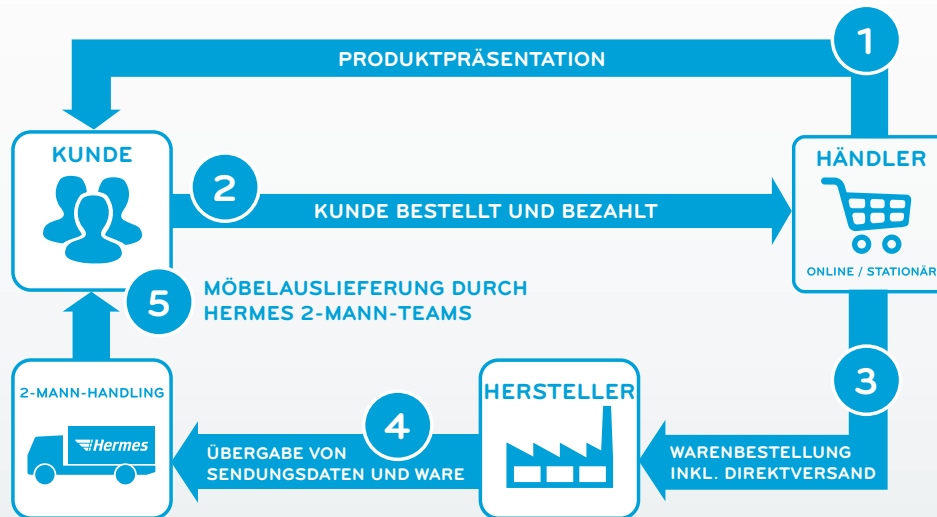 1
PRODUKTPRÄSENTATION
KUNDE
HÄNDLER
2
KUNDE BESTELLT UND BEZAHLT
ONLINE / STATIONÄR
5
MÖBELAUSLIEFERUNG DURCH
HERMES 2-MANN-TEAMS
3
2-MANN-HANDLING
Hermes
HERSTELLER
4
ÜBERGABE VON
SENDUNGSDATEN UND WARE
WARENBESTELLUNG
INKL. DIREKTVERSAND